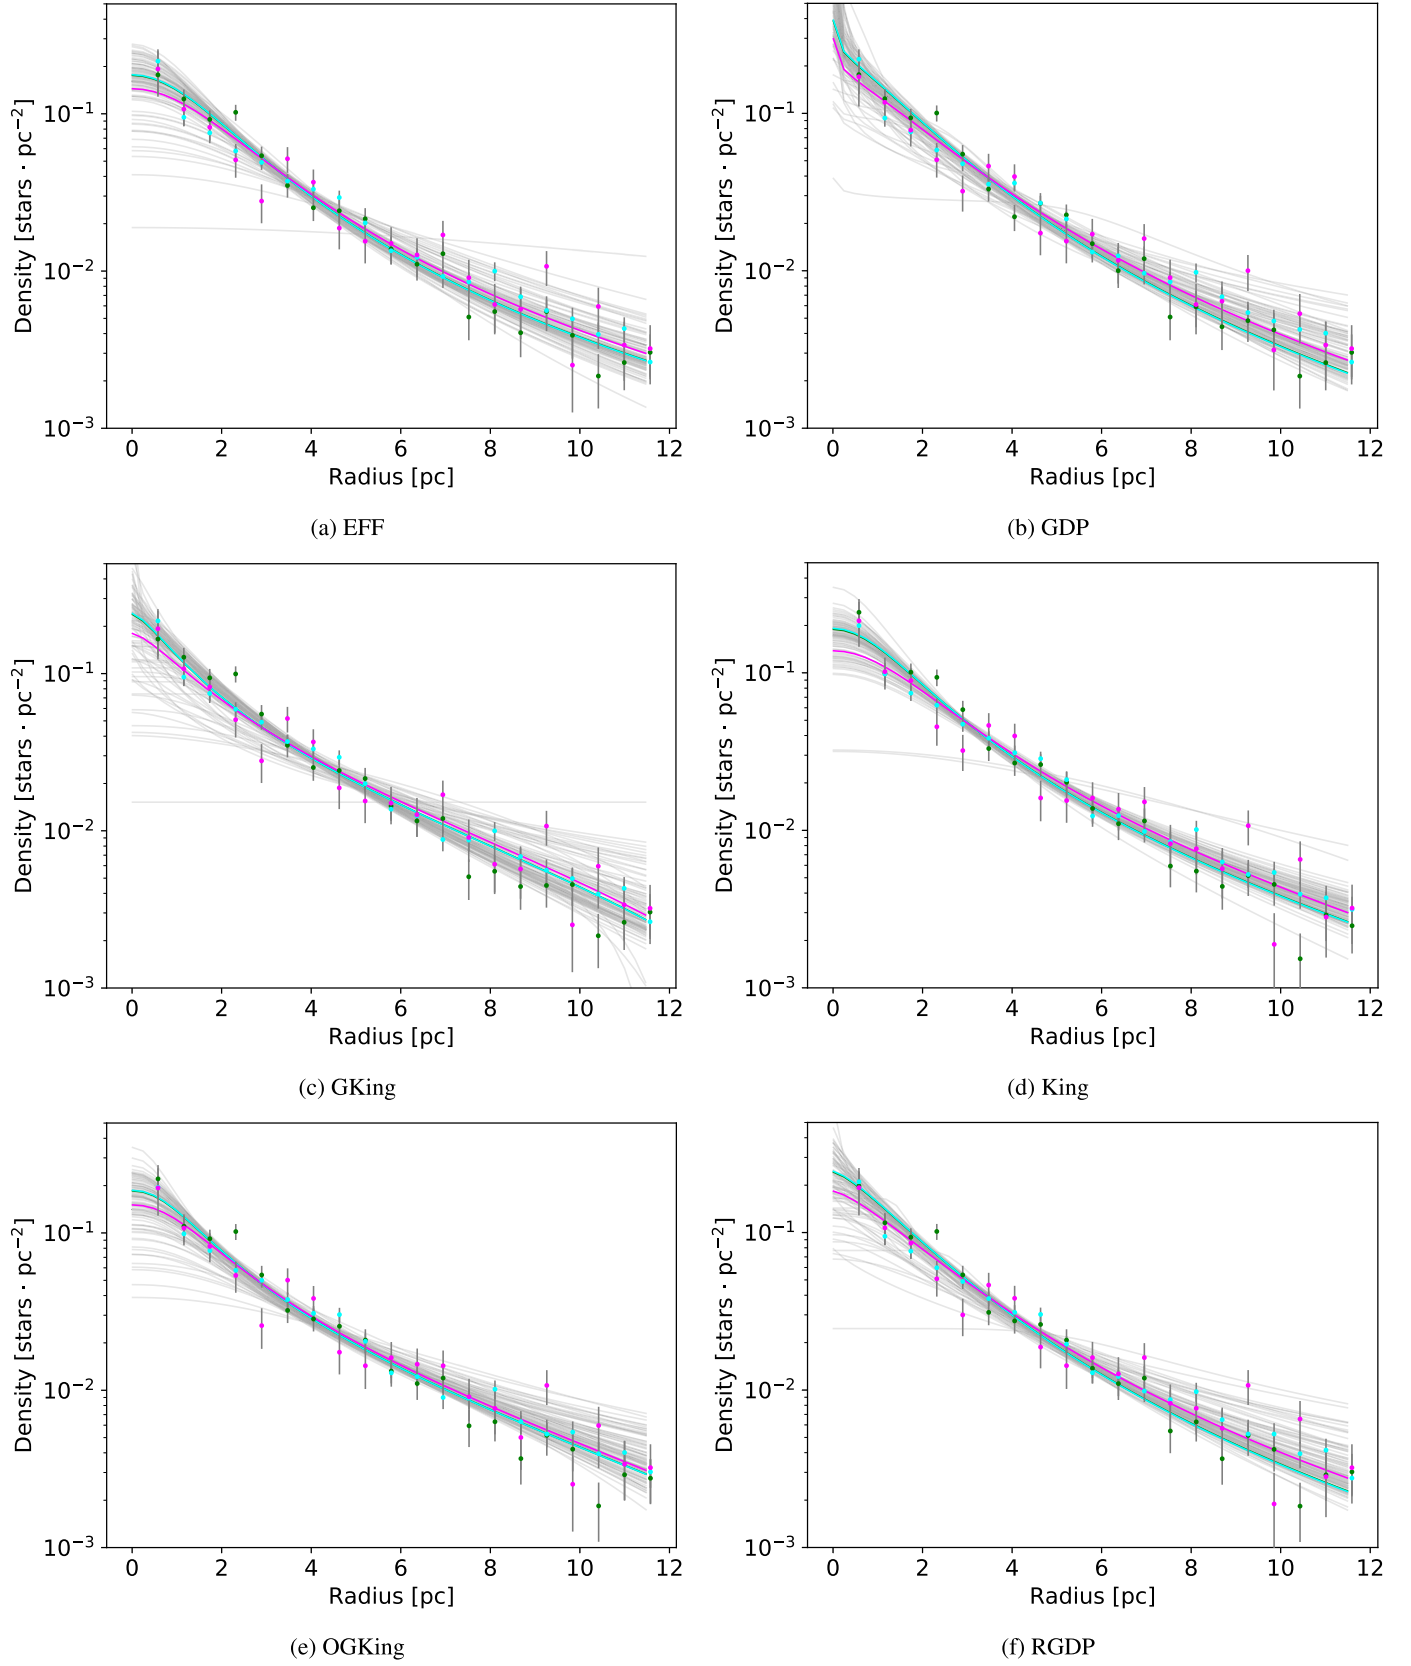 Density [stars · pc⁻²]
10⁻¹
10⁻²
10⁻³
0 2 4 6 8 10 12
Radius [pc]
(a) EFF
Density [stars · pc⁻²]
10⁻¹
10⁻²
10⁻³
0 2 4 6 8 10 12
Radius [pc]
(b) GDP
Density [stars · pc⁻²]
10⁻¹
10⁻²
10⁻³
0 2 4 6 8 10 12
Radius [pc]
(c) GKing
Density [stars · pc⁻²]
10⁻¹
10⁻²
10⁻³
0 2 4 6 8 10 12
Radius [pc]
(d) King
Density [stars · pc⁻²]
10⁻¹
10⁻²
10⁻³
0 2 4 6 8 10 12
Radius [pc]
(e) OGKing
Density [stars · pc⁻²]
10⁻¹
10⁻²
10⁻³
0 2 4 6 8 10 12
Radius [pc]
(f) RGDP